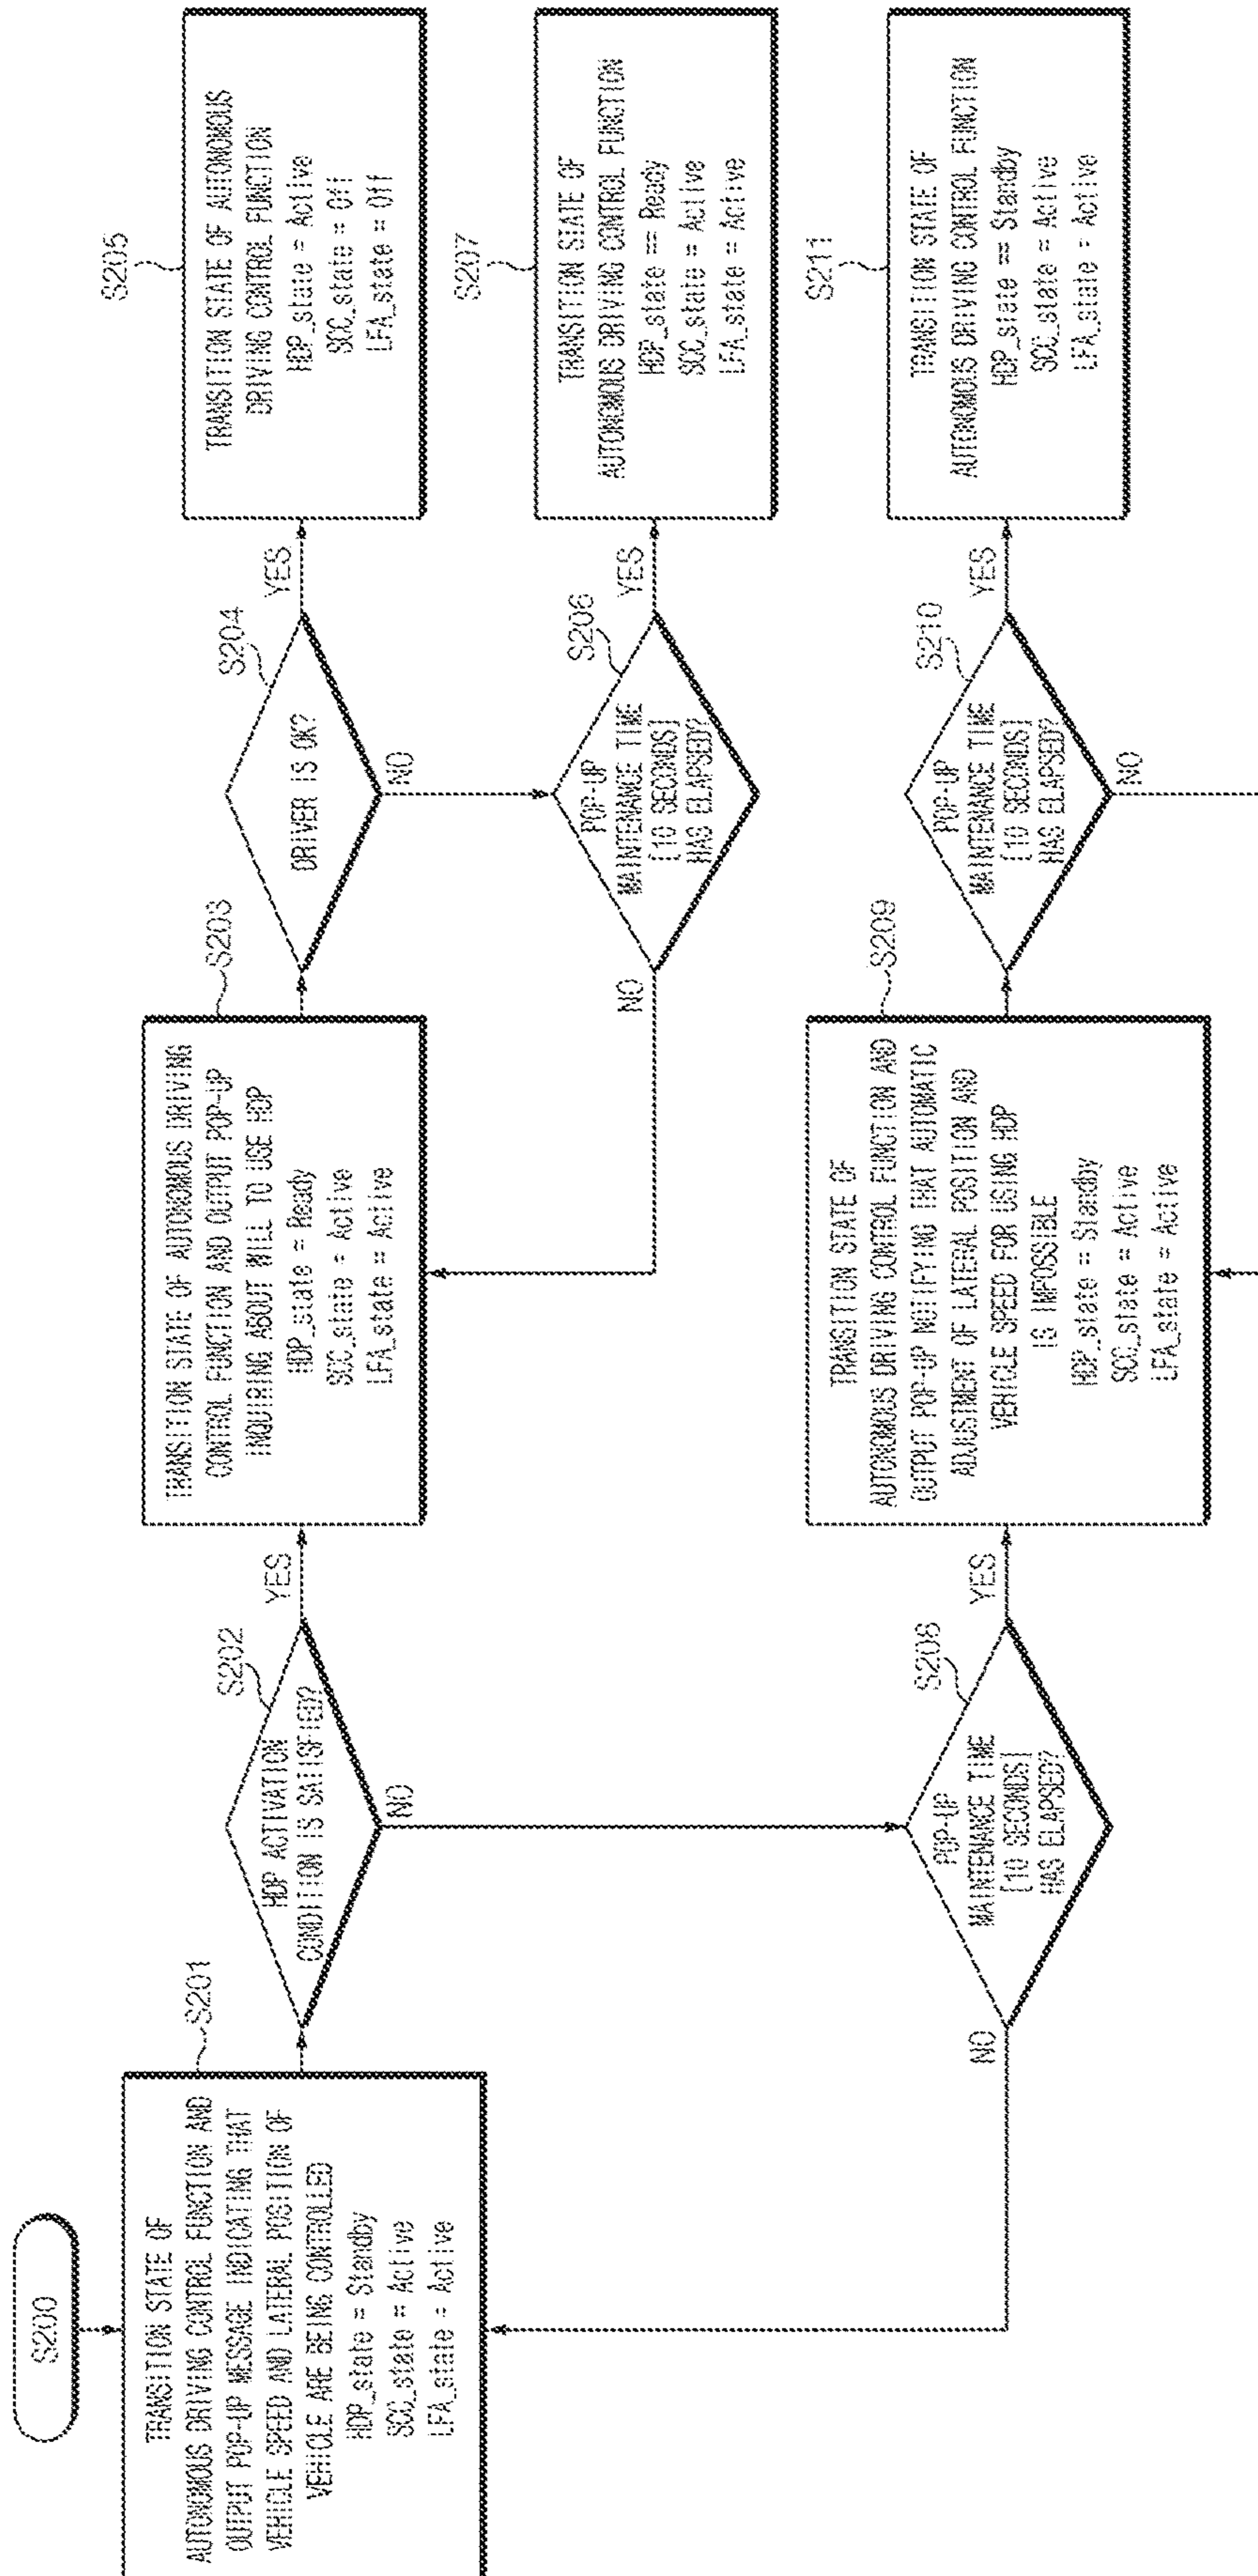 S200
S201
TRANSITION STATE OF
AUTONOMOUS DRIVING CONTROL FUNCTION AND
OUTPUT POP-UP MESSAGE INDICATING THAT
VEHICLE SPEED AND LATERAL POSITION OF
VEHICLE ARE BEING CONTROLLED
HDP_state = Standby
SCC_state = Active
LFA_state = Active
S202
HDP ACTIVATION
CONDITION IS SATISFIED?
YES
NO
S203
TRANSITION STATE OF AUTONOMOUS DRIVING
CONTROL FUNCTION AND OUTPUT POP-UP
INQUIRING ABOUT WILL TO USE HDP
HDP_state = Ready
SCC_state = Active
LFA_state = Active
S204
DRIVER IS OK?
YES
NO
S205
TRANSITION STATE OF AUTONOMOUS
DRIVING CONTROL FUNCTION
HDP_state = Active
SCC_state = Off
LFA_state = Off
S206
POP-UP
MAINTENANCE TIME
[10 SECONDS]
HAS ELAPSED?
YES
NO
S207
TRANSITION STATE OF
AUTONOMOUS DRIVING CONTROL FUNCTION
HDP_state == Ready
SCC_state = Active
LFA_state = Active
S208
POP-UP
MAINTENANCE TIME
[10 SECONDS]
HAS ELAPSED?
YES
NO
S209
TRANSITION STATE OF
AUTONOMOUS DRIVING CONTROL FUNCTION AND
OUTPUT POP-UP NOTIFYING THAT AUTOMATIC
ADJUSTMENT OF LATERAL POSITION AND
VEHICLE SPEED FOR USING HDP
IS IMPOSSIBLE
HDP_state = Standby
SCC_state = Active
LFA_state = Active
S210
POP-UP
MAINTENANCE TIME
[10 SECONDS]
HAS ELAPSED?
YES
NO
S211
TRANSITION STATE OF
AUTONOMOUS DRIVING CONTROL FUNCTION
HDP_state == Standby
SCC_state = Active
LFA_state = Active